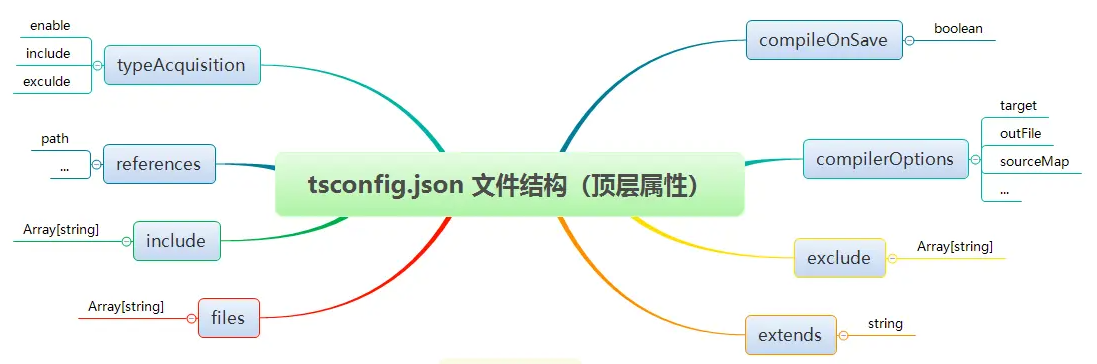 tsconfig.json 文件结构（顶层属性）
compileOnSave
boolean
compilerOptions
target
outFile
sourceMap
...
exclude
Array[string]
extends
string
typeAcquisition
enable
include
exculde
references
path
...
include
Array[string]
files
Array[string]